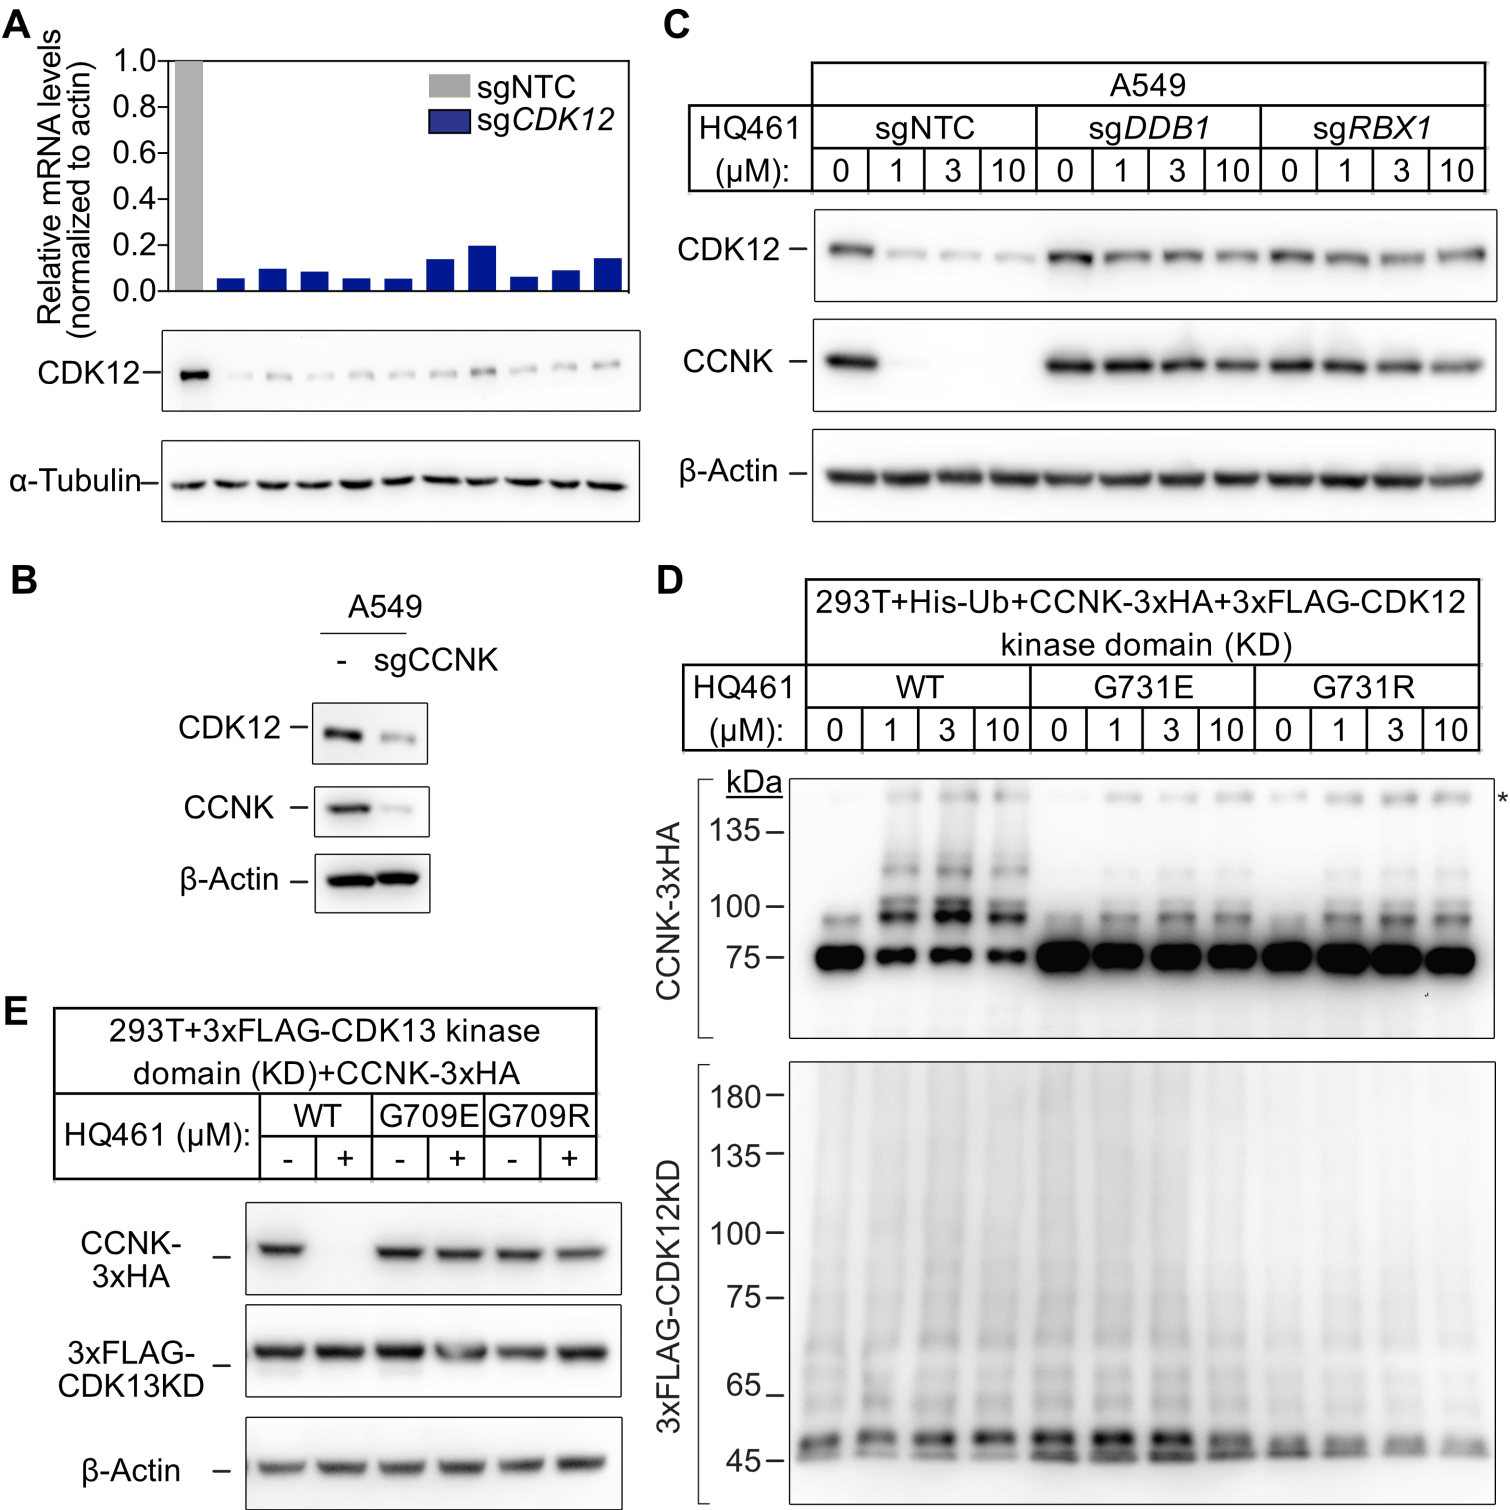 A
Relative mRNA levels
(normalized to actin)
1.0
0.8
0.6
0.4
0.2
0.0
sgNTC
sgCDK12
CDK12
α-Tubulin
C
A549
HQ461
(μM):
sgNTC sgDDB1 sgRBX1
0 1 3 10 0 1 3 10 0 1 3 10
CDK12
CCNK
β-Actin
B
A549
- sgCCNK
CDK12
CCNK
β-Actin
D
293T+His-Ub+CCNK-3xHA+3xFLAG-CDK12
kinase domain (KD)
HQ461
(μM):
WT G731E G731R
0 1 3 10 0 1 3 10 0 1 3 10
kDa
135
100
75
*
CCNK-3xHA
180
135
100
75
65
45
3xFLAG-CDK12KD
E
293T+3xFLAG-CDK13 kinase
domain (KD)+CCNK-3xHA
HQ461 (μM):
WT G709E G709R
- + - + - +
CCNK-
3xHA
3xFLAG-
CDK13KD
β-Actin